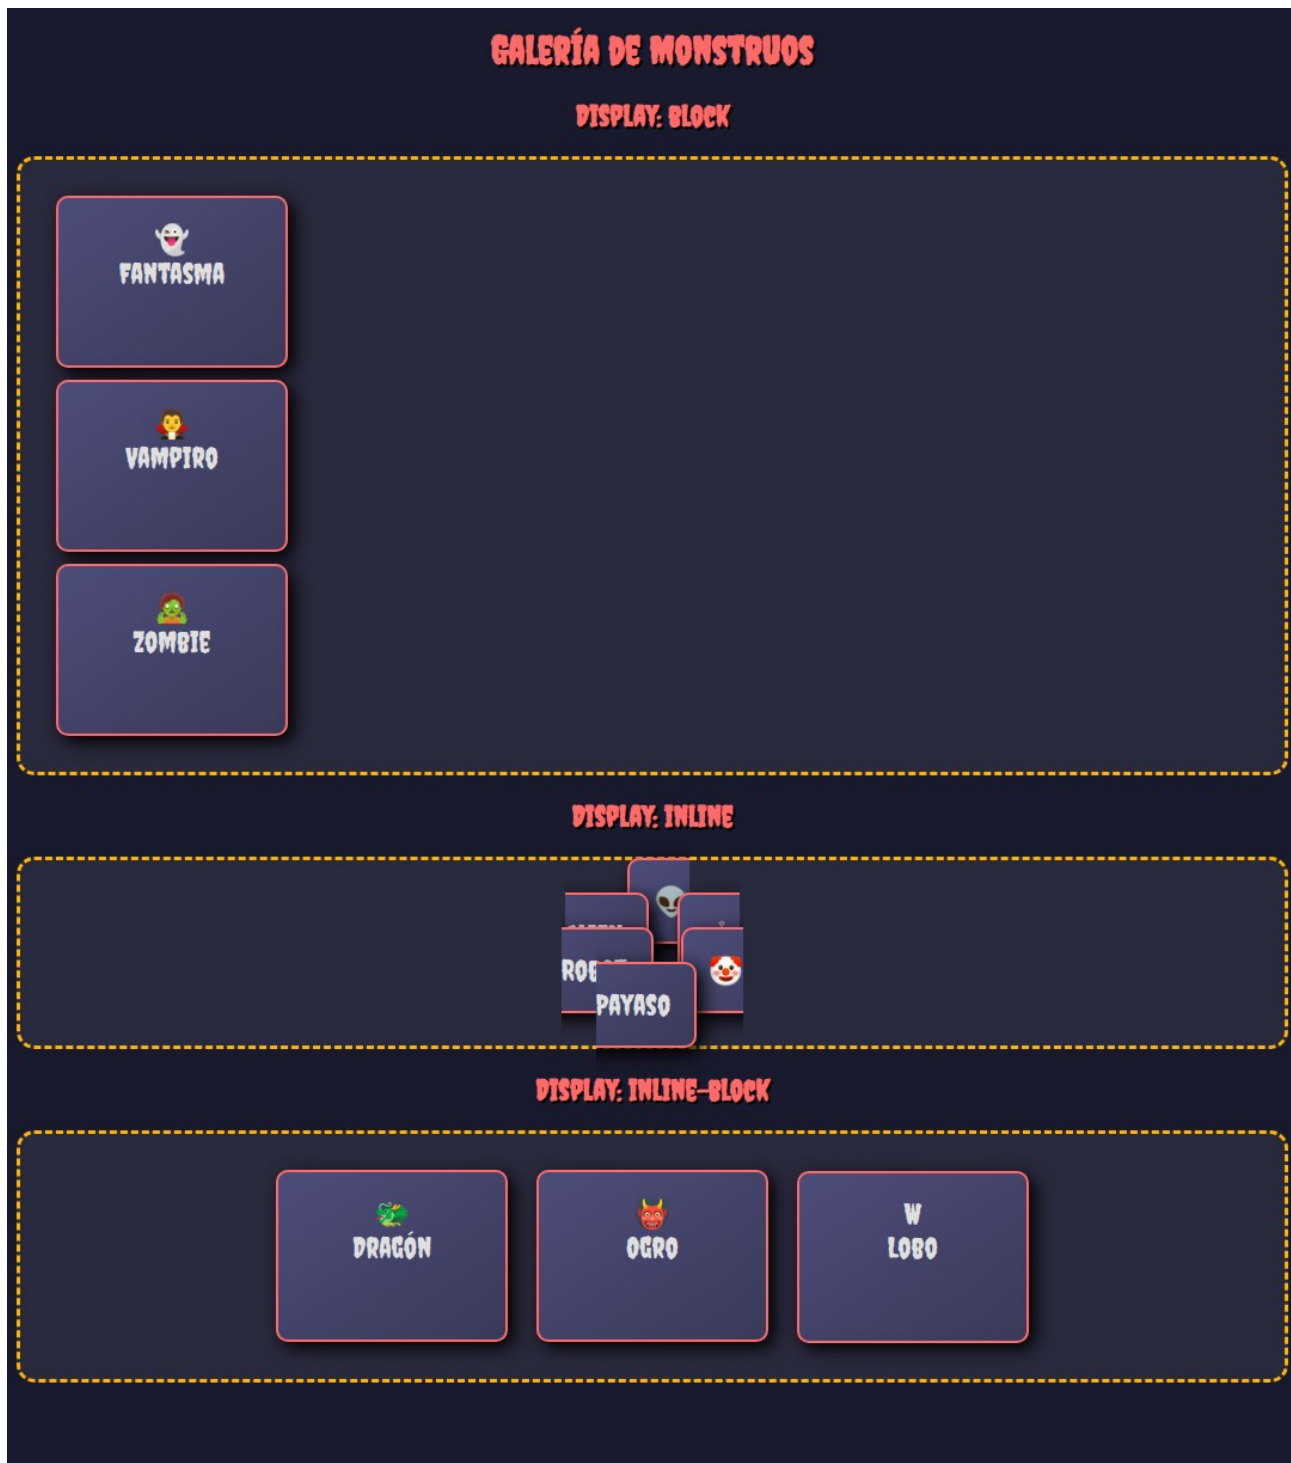 GALERÍA DE MONSTRUOS
DISPLAY: BLOCK
FANTASMA
VAMPIRO
ZOMBIE
DISPLAY: INLINE
PAYASO
DISPLAY: INLINE-BLOCK
W
DRAGÓN OGRO LOBO